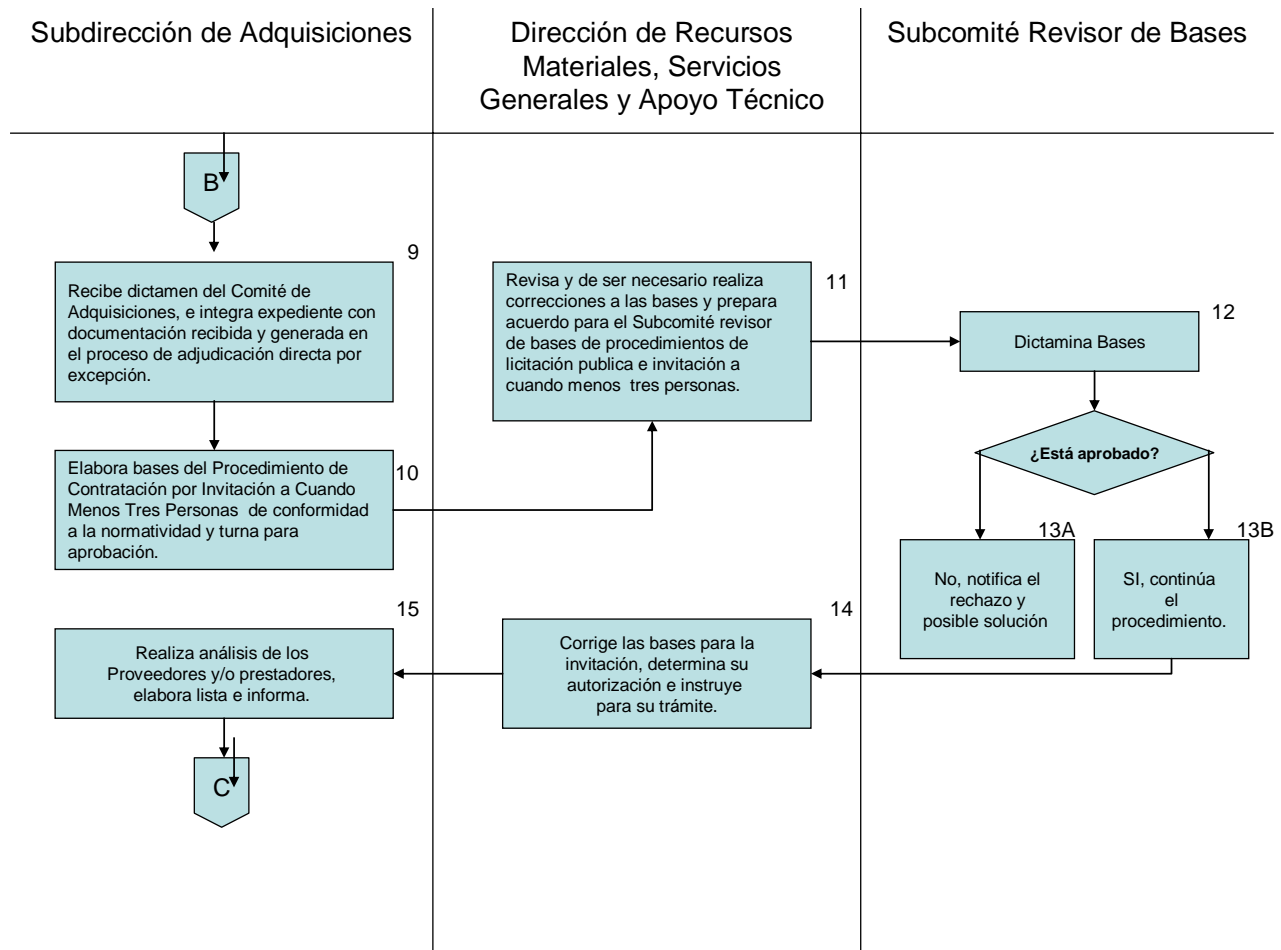 Subdirección de Adquisiciones
Dirección de Recursos
Materiales, Servicios
Generales y Apoyo Técnico
Subcomité Revisor de Bases
B
9
Recibe dictamen del Comité de
Adquisiciones, e integra expediente con
documentación recibida y generada en
el proceso de adjudicación directa por
excepción.
10
Elabora bases del Procedimiento de
Contratación por Invitación a Cuando
Menos Tres Personas de conformidad
a la normatividad y turna para
aprobación.
11
Revisa y de ser necesario realiza
correcciones a las bases y prepara
acuerdo para el Subcomité revisor
de bases de procedimientos de
licitación publica e invitación a
cuando menos tres personas.
12
Dictamina Bases
¿Está aprobado?
13A
No, notifica el
rechazo y
posible solución
13B
SI, continúa
el
procedimiento.
14
Corrige las bases para la
invitación, determina su
autorización e instruye
para su trámite.
15
Realiza análisis de los
Proveedores y/o prestadores,
elabora lista e informa.
C